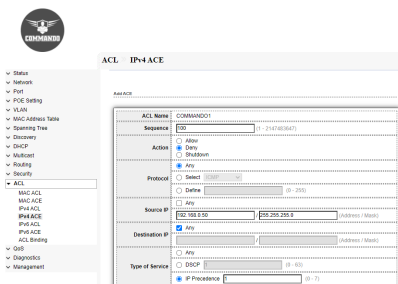 COMMANDO
ACL IPv4 ACE
Status
Network
Port
POE Setting
VLAN
MAC Address Table
Spanning Tree
Discovery
DHCP
Multicast
Routing
Security
ACL
MAC ACL
MAC ACE
IPv4 ACL
IPv4 ACE
IPv6 ACL
IPv6 ACE
ACL Binding
QoS
Diagnostics
Management
Add ACE
ACL Name COMMANDO1
Sequence 100 (1 - 2147483647)
Action Allow
Deny
Shutdown
Protocol Any
Select ICMP
Define (0 - 255)
Source IP Any
192.168.0.50 / 255.255.255.0 (Address / Mask)
Destination IP Any
/ (Address / Mask)
Type of Service Any
DSCP 1 (0 - 63)
IP Precedence 1 (0 - 7)